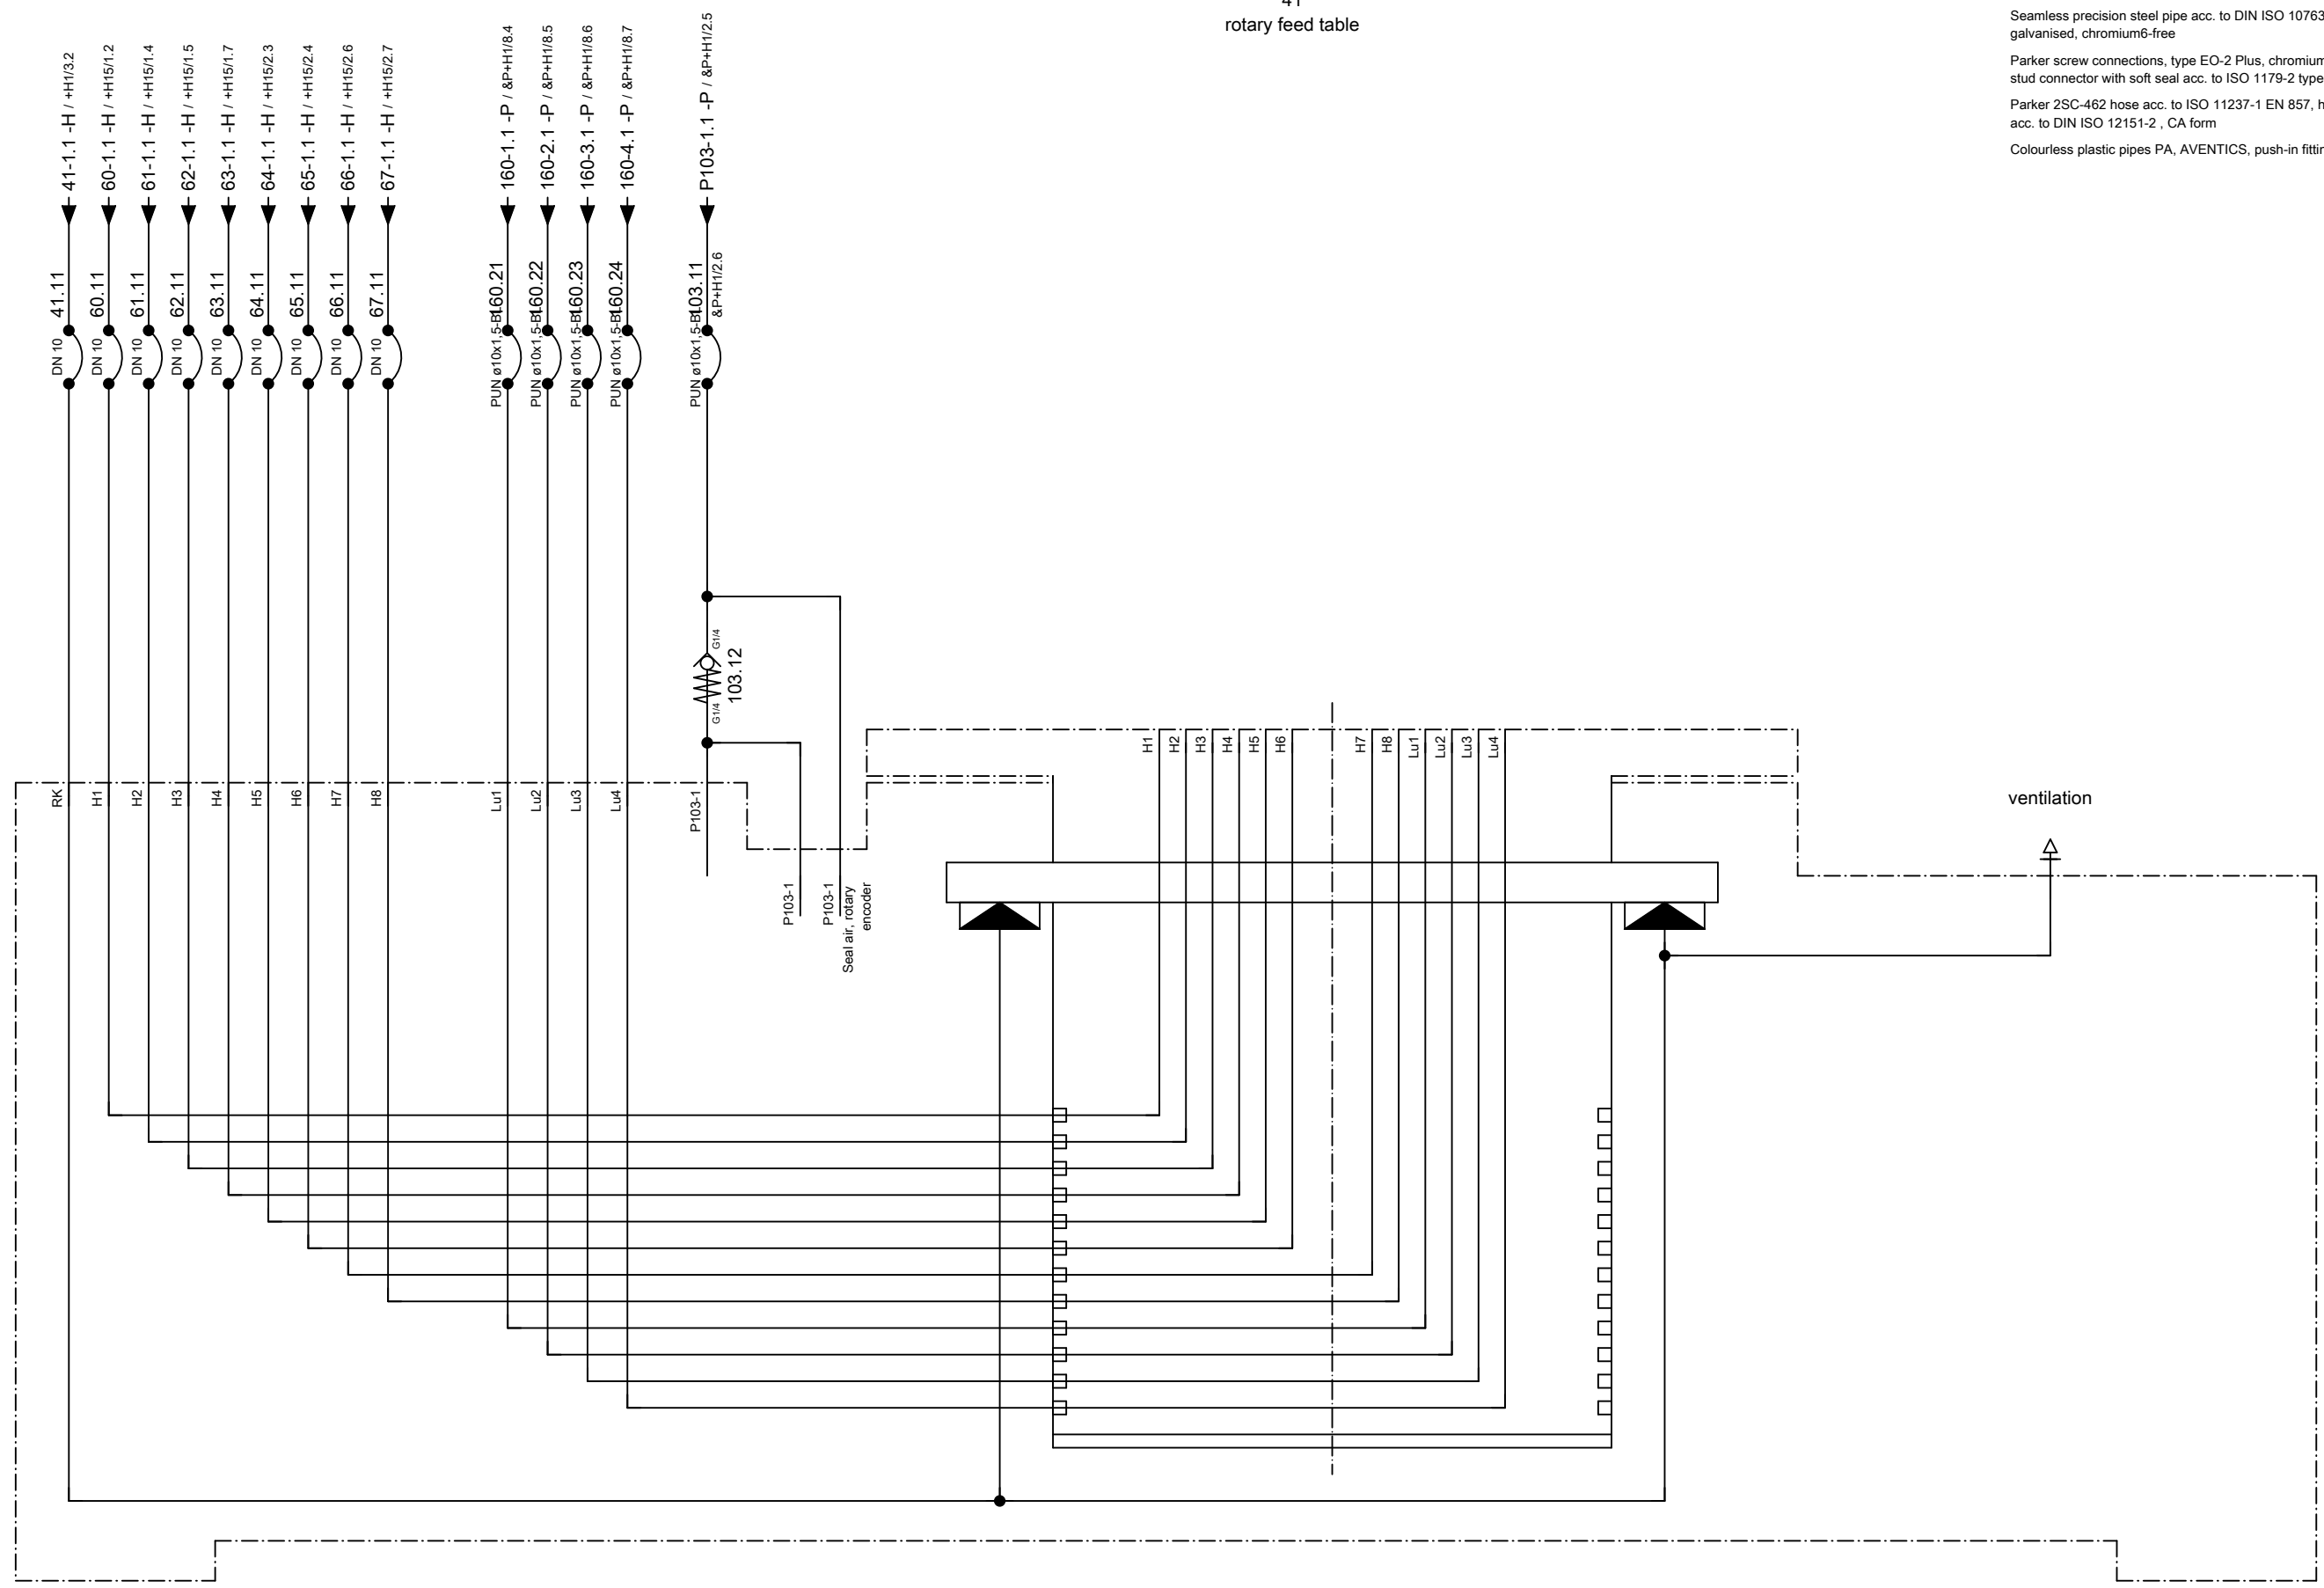 41
rotary feed table
Seamless precision steel pipe acc. to DIN ISO 10763
galvanised, chromium6-free
Parker screw connections, type EO-2 Plus, chromium
stud connector with soft seal acc. to ISO 1179-2 type
Parker 2SC-462 hose acc. to ISO 11237-1 EN 857, h
acc. to DIN ISO 12151-2 , CA form
Colourless plastic pipes PA, AVENTICS, push-in fittin
41-1.1 -H / +H1/3.2
60-1.1 -H / +H15/1.2
61-1.1 -H / +H15/1.4
62-1.1 -H / +H15/1.5
63-1.1 -H / +H15/1.7
64-1.1 -H / +H15/2.3
65-1.1 -H / +H15/2.4
66-1.1 -H / +H15/2.6
67-1.1 -H / +H15/2.7
160-1.1 -P / &P+H1/8.4
160-2.1 -P / &P+H1/8.5
160-3.1 -P / &P+H1/8.6
160-4.1 -P / &P+H1/8.7
P103-1.1 -P / &P+H1/2.5
41.11
60.11
61.11
62.11
63.11
64.11
65.11
66.11
67.11
160.21
160.22
160.23
160.24
103.11
&P+H1/2.6
DN 10
DN 10
DN 10
DN 10
DN 10
DN 10
DN 10
DN 10
DN 10
PUN ø10x1,5-BL
PUN ø10x1,5-BL
PUN ø10x1,5-BL
PUN ø10x1,5-BL
PUN ø10x1,5-BL
G1/4
103.12
G1/4
H1
H2
H3
H4
H5
H6
H7
H8
Lu1
Lu2
Lu3
Lu4
RK
H1
H2
H3
H4
H5
H6
H7
H8
Lu1
Lu2
Lu3
Lu4
P103-1
ventilation
P103-1
P103-1
Seal air, rotary
encoder